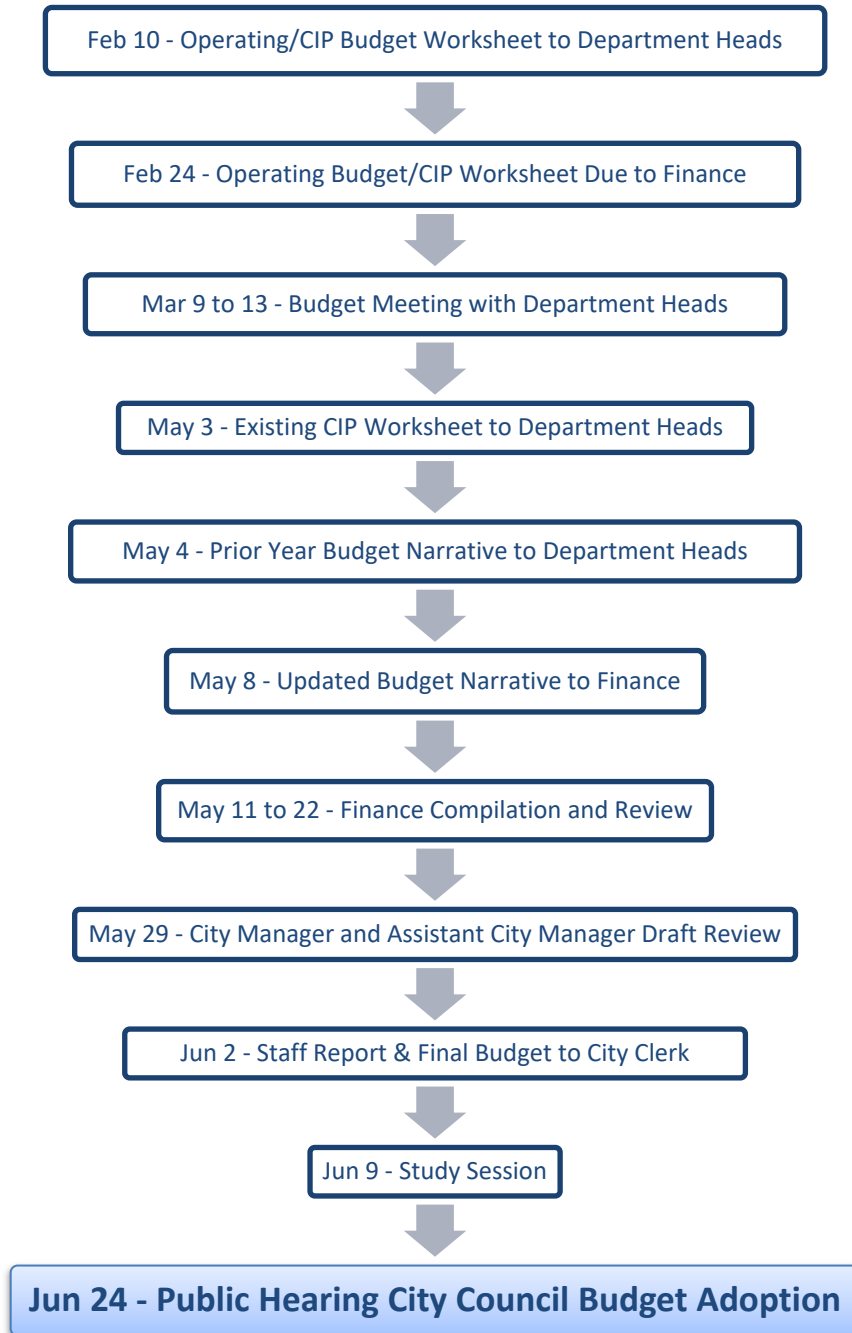 Feb 10 - Operating/CIP Budget Worksheet to Department Heads
Feb 24 - Operating Budget/CIP Worksheet Due to Finance
Mar 9 to 13 - Budget Meeting with Department Heads
May 3 - Existing CIP Worksheet to Department Heads
May 4 - Prior Year Budget Narrative to Department Heads
May 8 - Updated Budget Narrative to Finance
May 11 to 22 - Finance Compilation and Review
May 29 - City Manager and Assistant City Manager Draft Review
Jun 2 - Staff Report & Final Budget to City Clerk
Jun 9 - Study Session
Jun 24 - Public Hearing City Council Budget Adoption